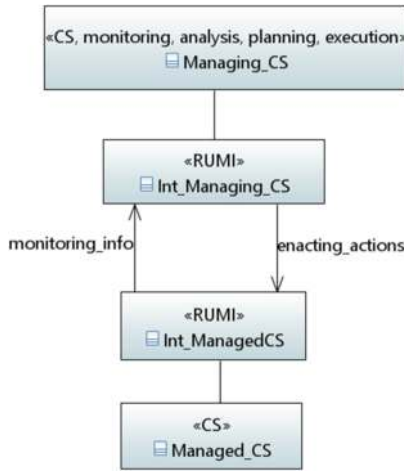 «CS, monitoring, analysis, planning, execution»
Managing_CS
«RUMI»
Int_Managing_CS
monitoring_info
enacting_actions
«RUMI»
Int_ManagedCS
«CS»
Managed_CS